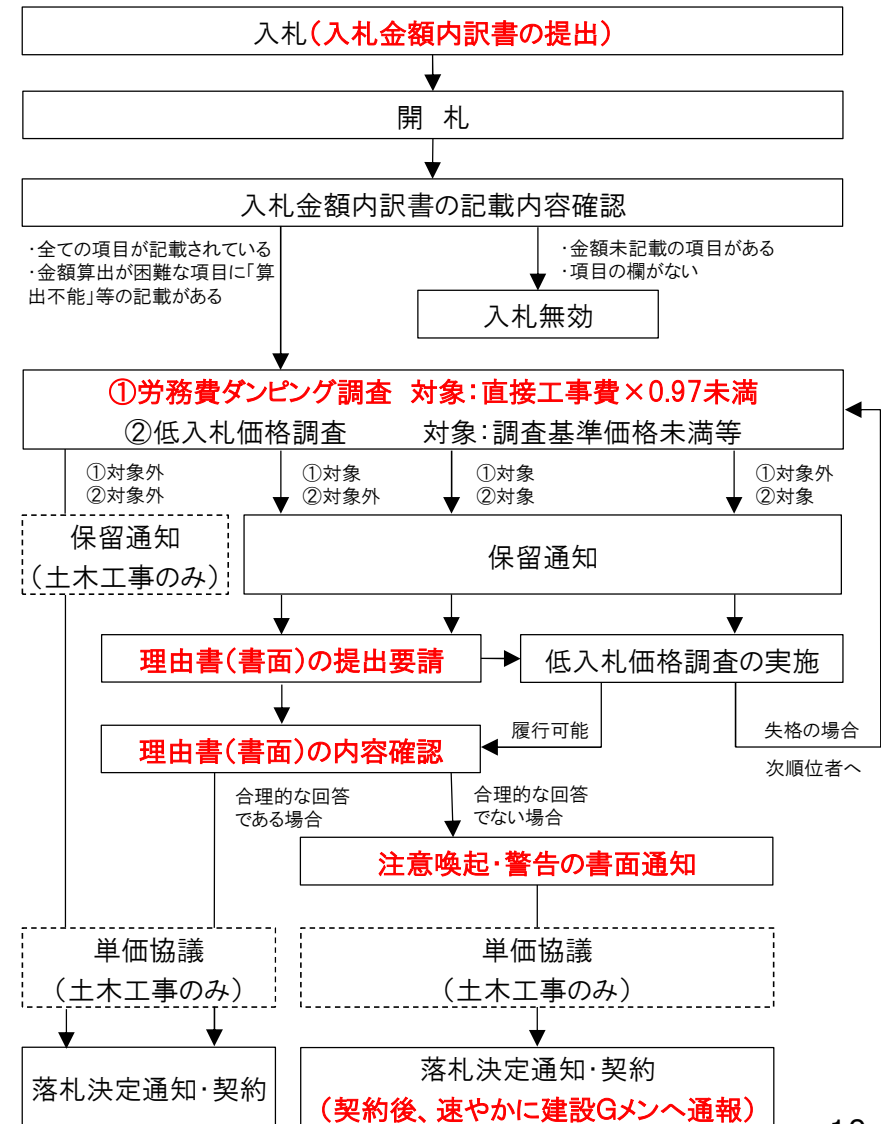 入札(入札金額内訳書の提出)
開 札
入札金額内訳書の記載内容確認
・全ての項目が記載されている
・金額算出が困難な項目に「算
出不能」等の記載がある
・金額未記載の項目がある
・項目の欄がない
入札無効
①労務費ダンピング調査 対象:直接工事費×0.97未満
②低入札価格調査 対象:調査基準価格未満等
①対象外
②対象外
①対象
②対象外
①対象
②対象
①対象外
②対象
保留通知
(土木工事のみ)
保留通知
理由書(書面)の提出要請
低入札価格調査の実施
履行可能
失格の場合
次順位者へ
理由書(書面)の内容確認
合理的な回答
である場合
合理的な回答
でない場合
注意喚起・警告の書面通知
単価協議
(土木工事のみ)
単価協議
(土木工事のみ)
落札決定通知・契約
落札決定通知・契約
(契約後、速やかに建設Gメンへ通報)